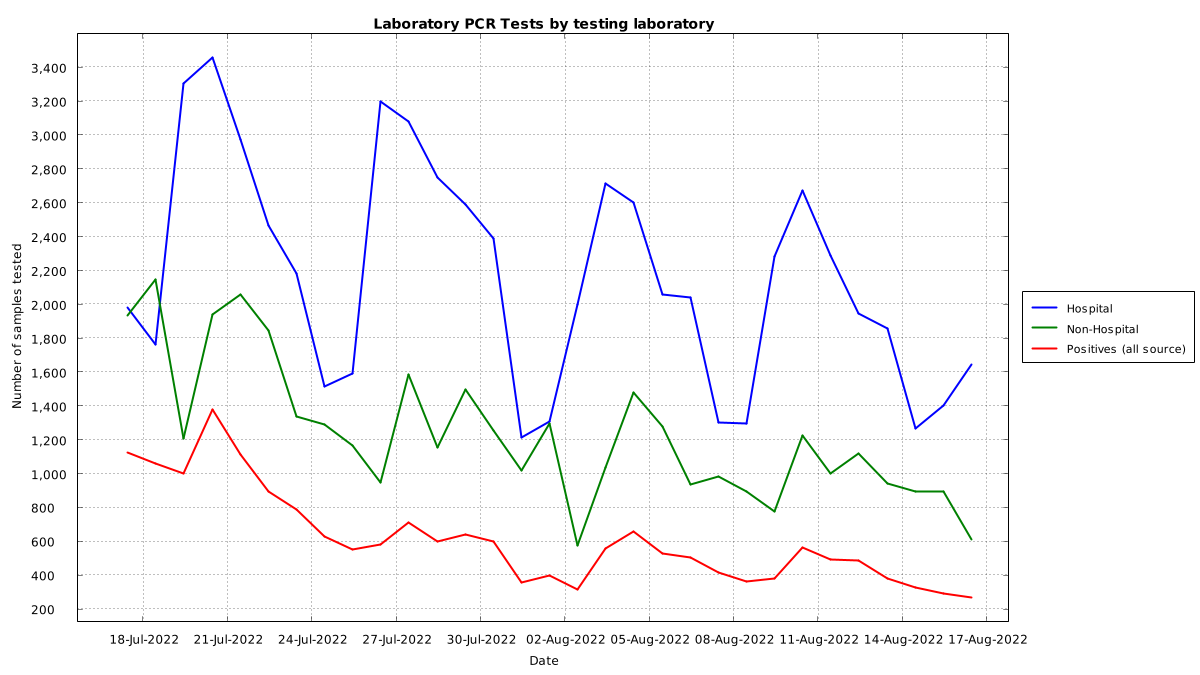 Laboratory PCR Tests by testing laboratory
3,400
3,200
3,000
2,800
2,600
2,400
2,200
2,000
1,800
1,600
1,400
1,200
1,000
800
600
400
200
Number of samples tested
18-Jul-2022 21-Jul-2022 24-Jul-2022 27-Jul-2022 30-Jul-2022 02-Aug-2022 05-Aug-2022 08-Aug-2022 11-Aug-2022 14-Aug-2022 17-Aug-2022
Date
Hospital
Non-Hospital
Positives (all source)